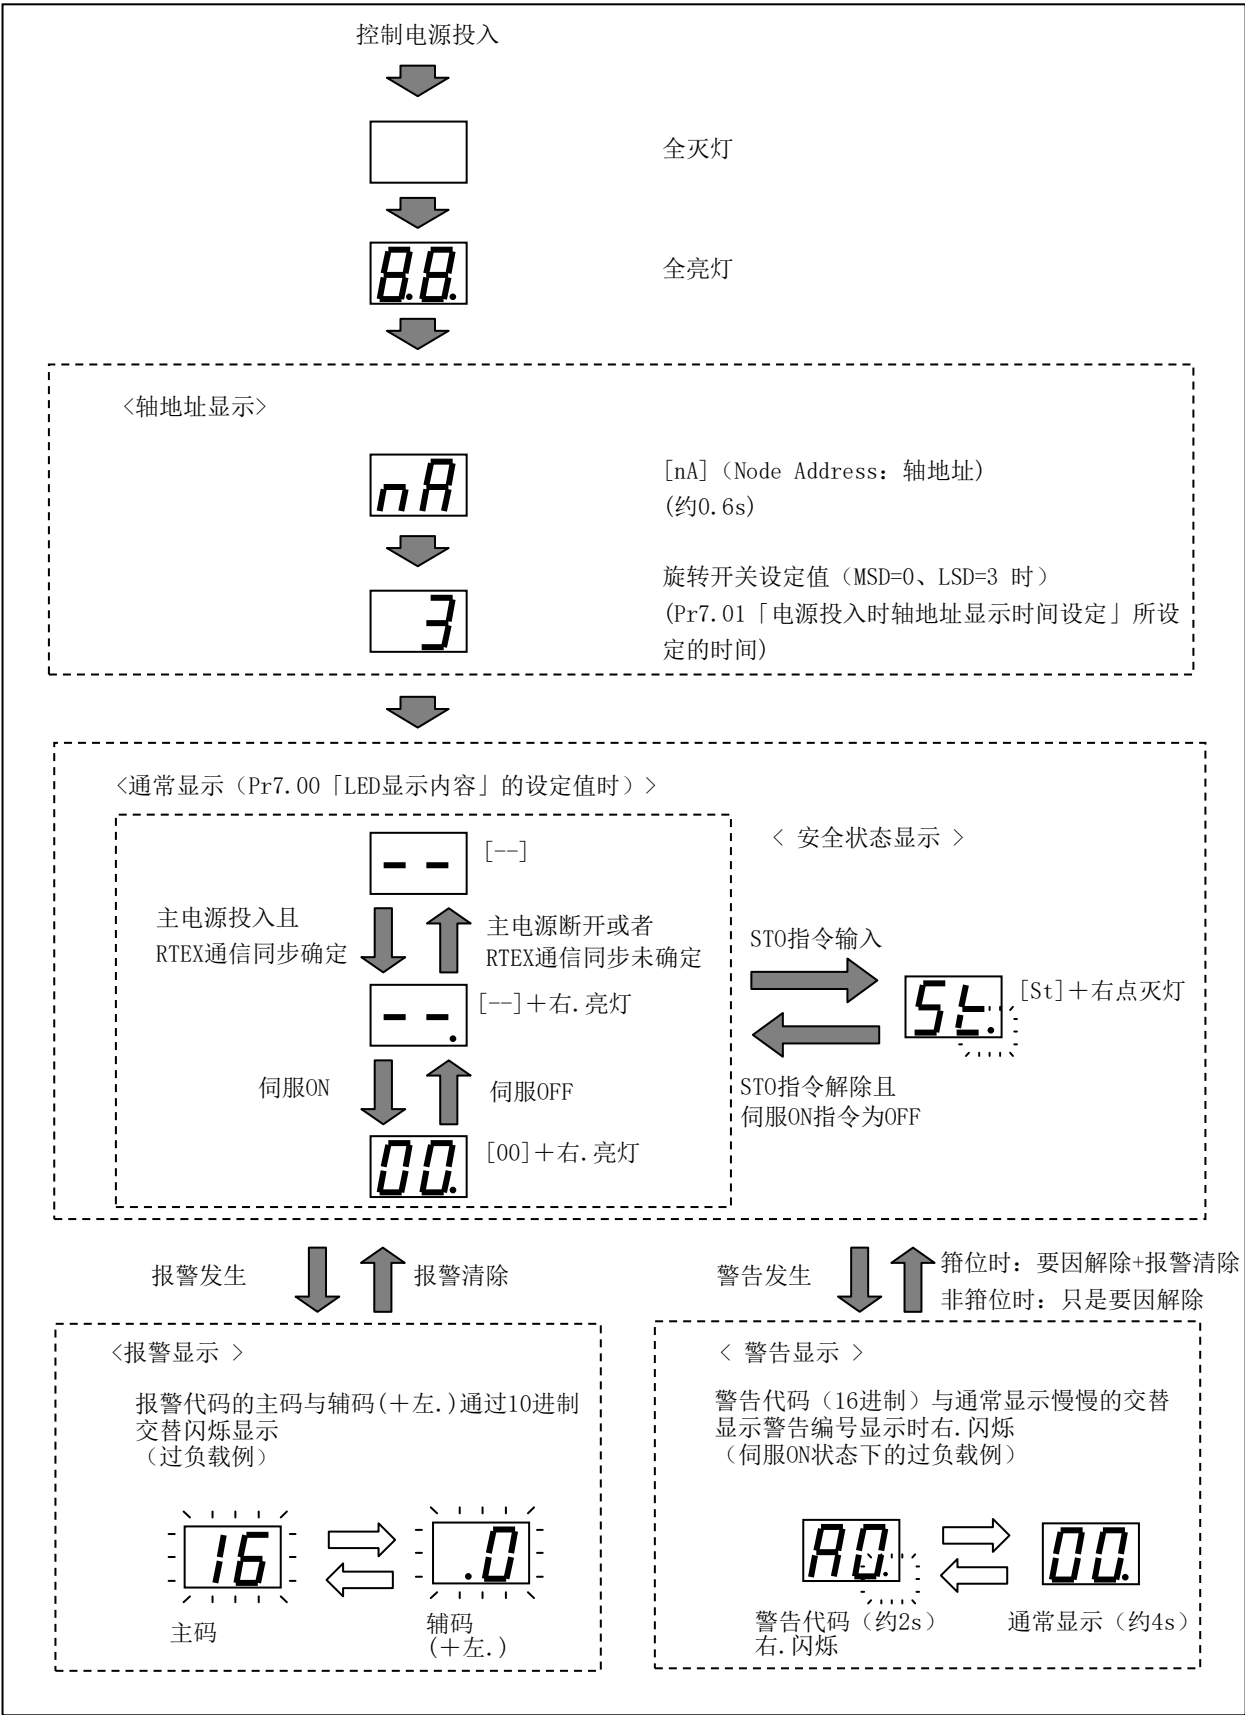 控制电源投入
全灭灯
8.8.
全亮灯
<轴地址显示>
nA
[nA]（Node Address：轴地址)
(约0.6s)
3
旋转开关设定值（MSD=0、LSD=3 时）
(Pr7.01「电源投入时轴地址显示时间设定」所设
定的时间)
<通常显示（Pr7.00「LED显示内容」的设定值时）>
--
[--]
< 安全状态显示 >
主电源投入且
RTEX通信同步确定
主电源断开或者
RTEX通信同步未确定
STO指令输入
--.
[--]＋右.亮灯
St.
[St]＋右点灭灯
伺服ON
伺服OFF
STO指令解除且
伺服ON指令为OFF
00.
[00]＋右.亮灯
报警发生
报警清除
警告发生
箝位时：要因解除+报警清除
非箝位时：只是要因解除
<报警显示 >
报警代码的主码与辅码(＋左.)通过10进制
交替闪烁显示
（过负载例）
16
.0
主码
辅码
(＋左.)
< 警告显示 >
警告代码（16进制）与通常显示慢慢的交替
显示警告编号显示时右.闪烁
（伺服ON状态下的过负载例）
A0.
00.
警告代码（约2s）
右.闪烁
通常显示（约4s）